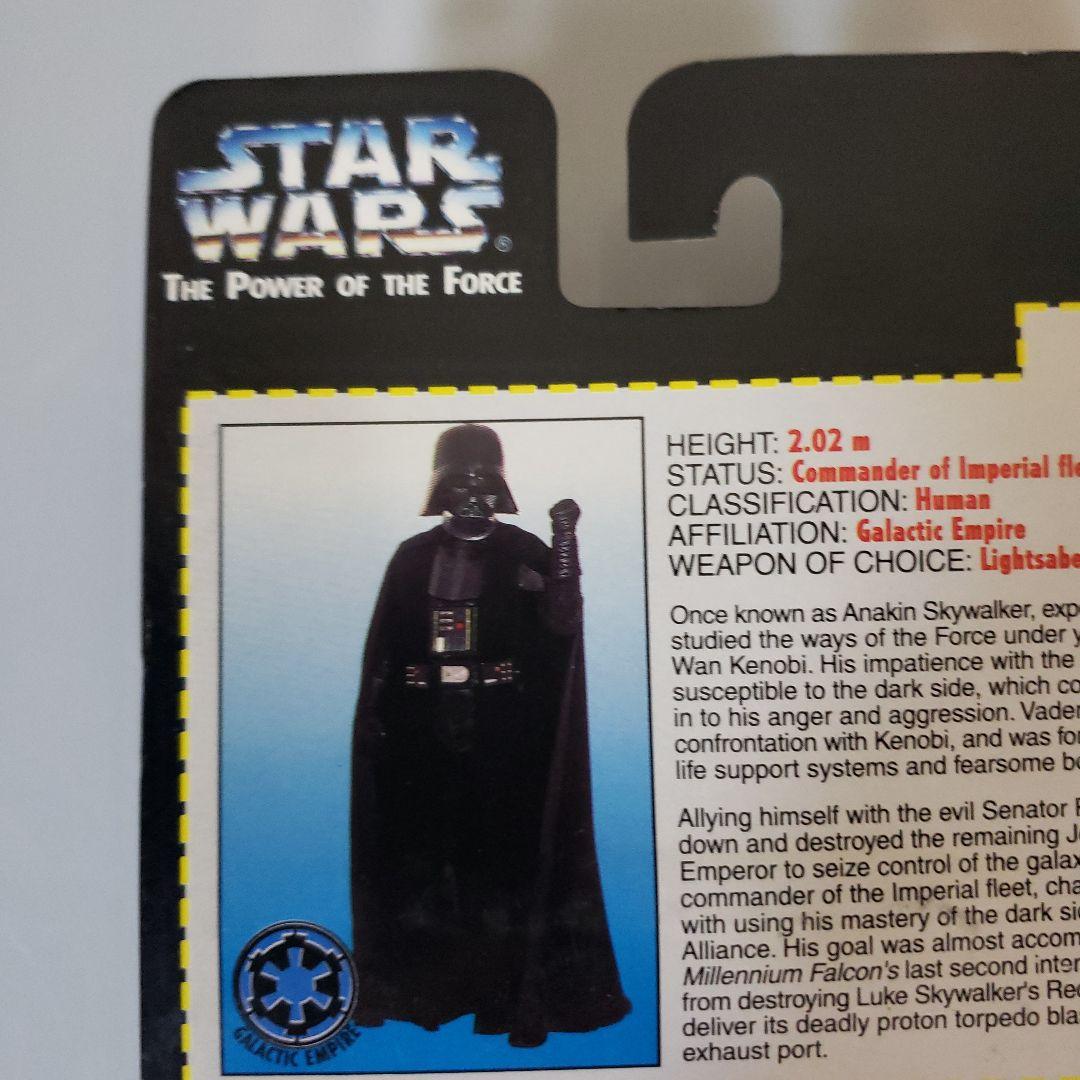 STAR
WARS®
THE POWER OF THE FORCE
HEIGHT: 2.02 m
STATUS: Commander of Imperial
CLASSIFICATION: Human
AFFILIATION: Galactic Empire
WEAPON OF CHOICE:
Once known as Anakin Skywalker,
studied the ways of the Force under
Wan Kenobi. His impatience with the
susceptible to the dark side, which
in to his anger and aggression. Vader
confrontation with Kenobi, and was
life support systems and fearsome
Allying himself with the evil Senator
down and destroyed the remaining
Emperor to seize control of the
commander of the Imperial fleet,
with using his mastery of the dark
Alliance. His goal was almost
Millennium Falcon's last second
from destroying Luke Skywalker's
deliver its deadly proton torpedo
exhaust port.
GALACTIC EMPIRE